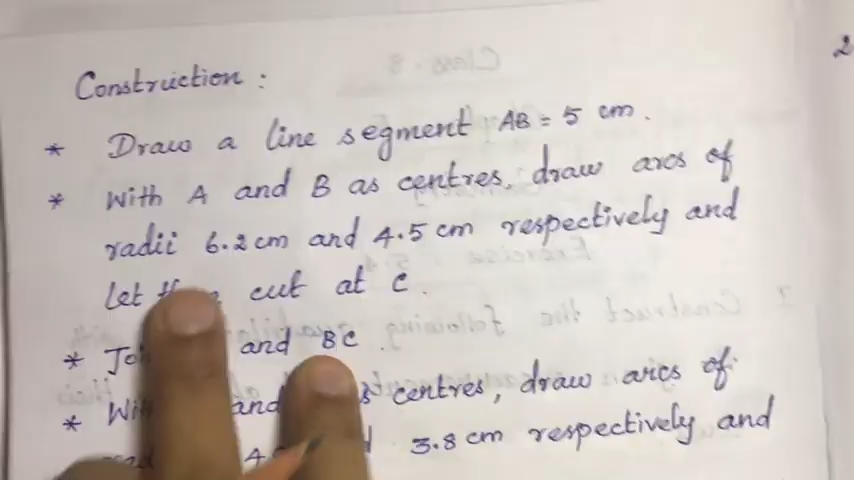 Construction :
* Draw a line segment AB = 5 cm.
* With A and B as centres, draw arcs of
radii 6.2 cm and 4.5 cm respectively and
let them cut at C.
* and BC.
* and centres, draw arcs of
3.8 cm respectively and
2